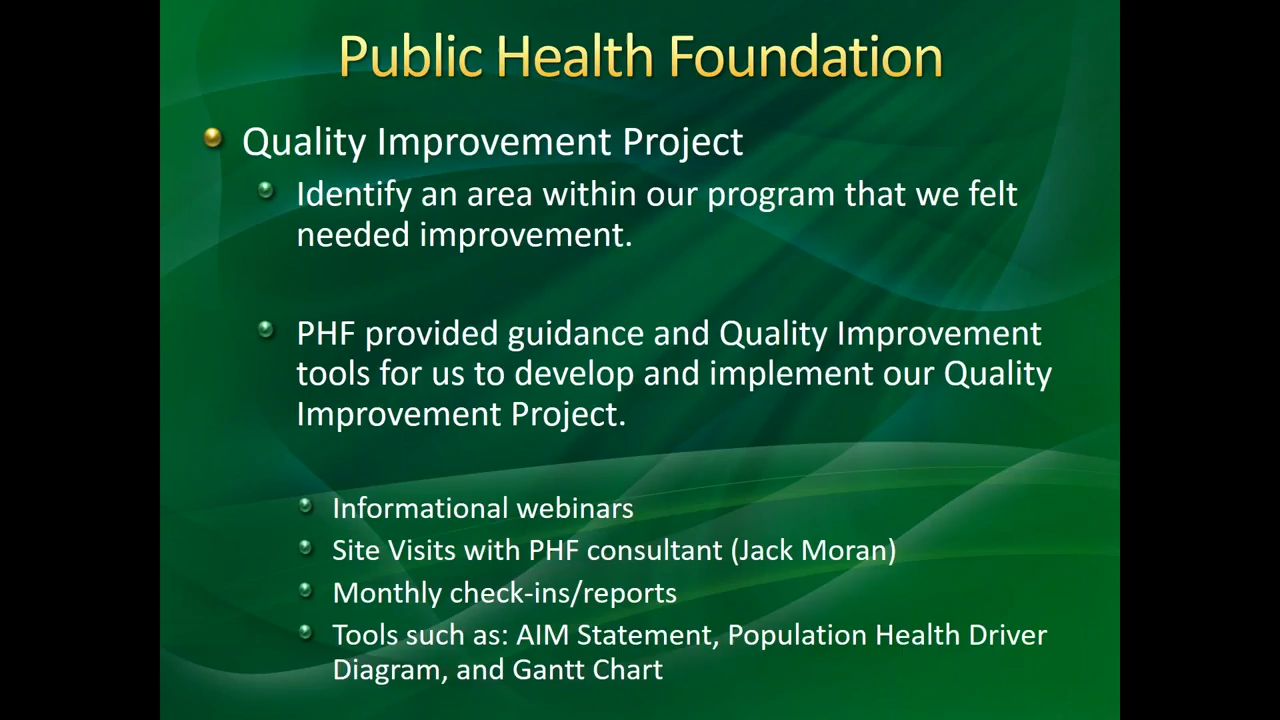 Public Health Foundation
Quality Improvement Project
Identify an area within our program that we felt
needed improvement.
PHF provided guidance and Quality Improvement
tools for us to develop and implement our Quality
Improvement Project.
Informational webinars
Site Visits with PHF consultant (Jack Moran)
Monthly check-ins/reports
Tools such as: AIM Statement, Population Health Driver
Diagram, and Gantt Chart